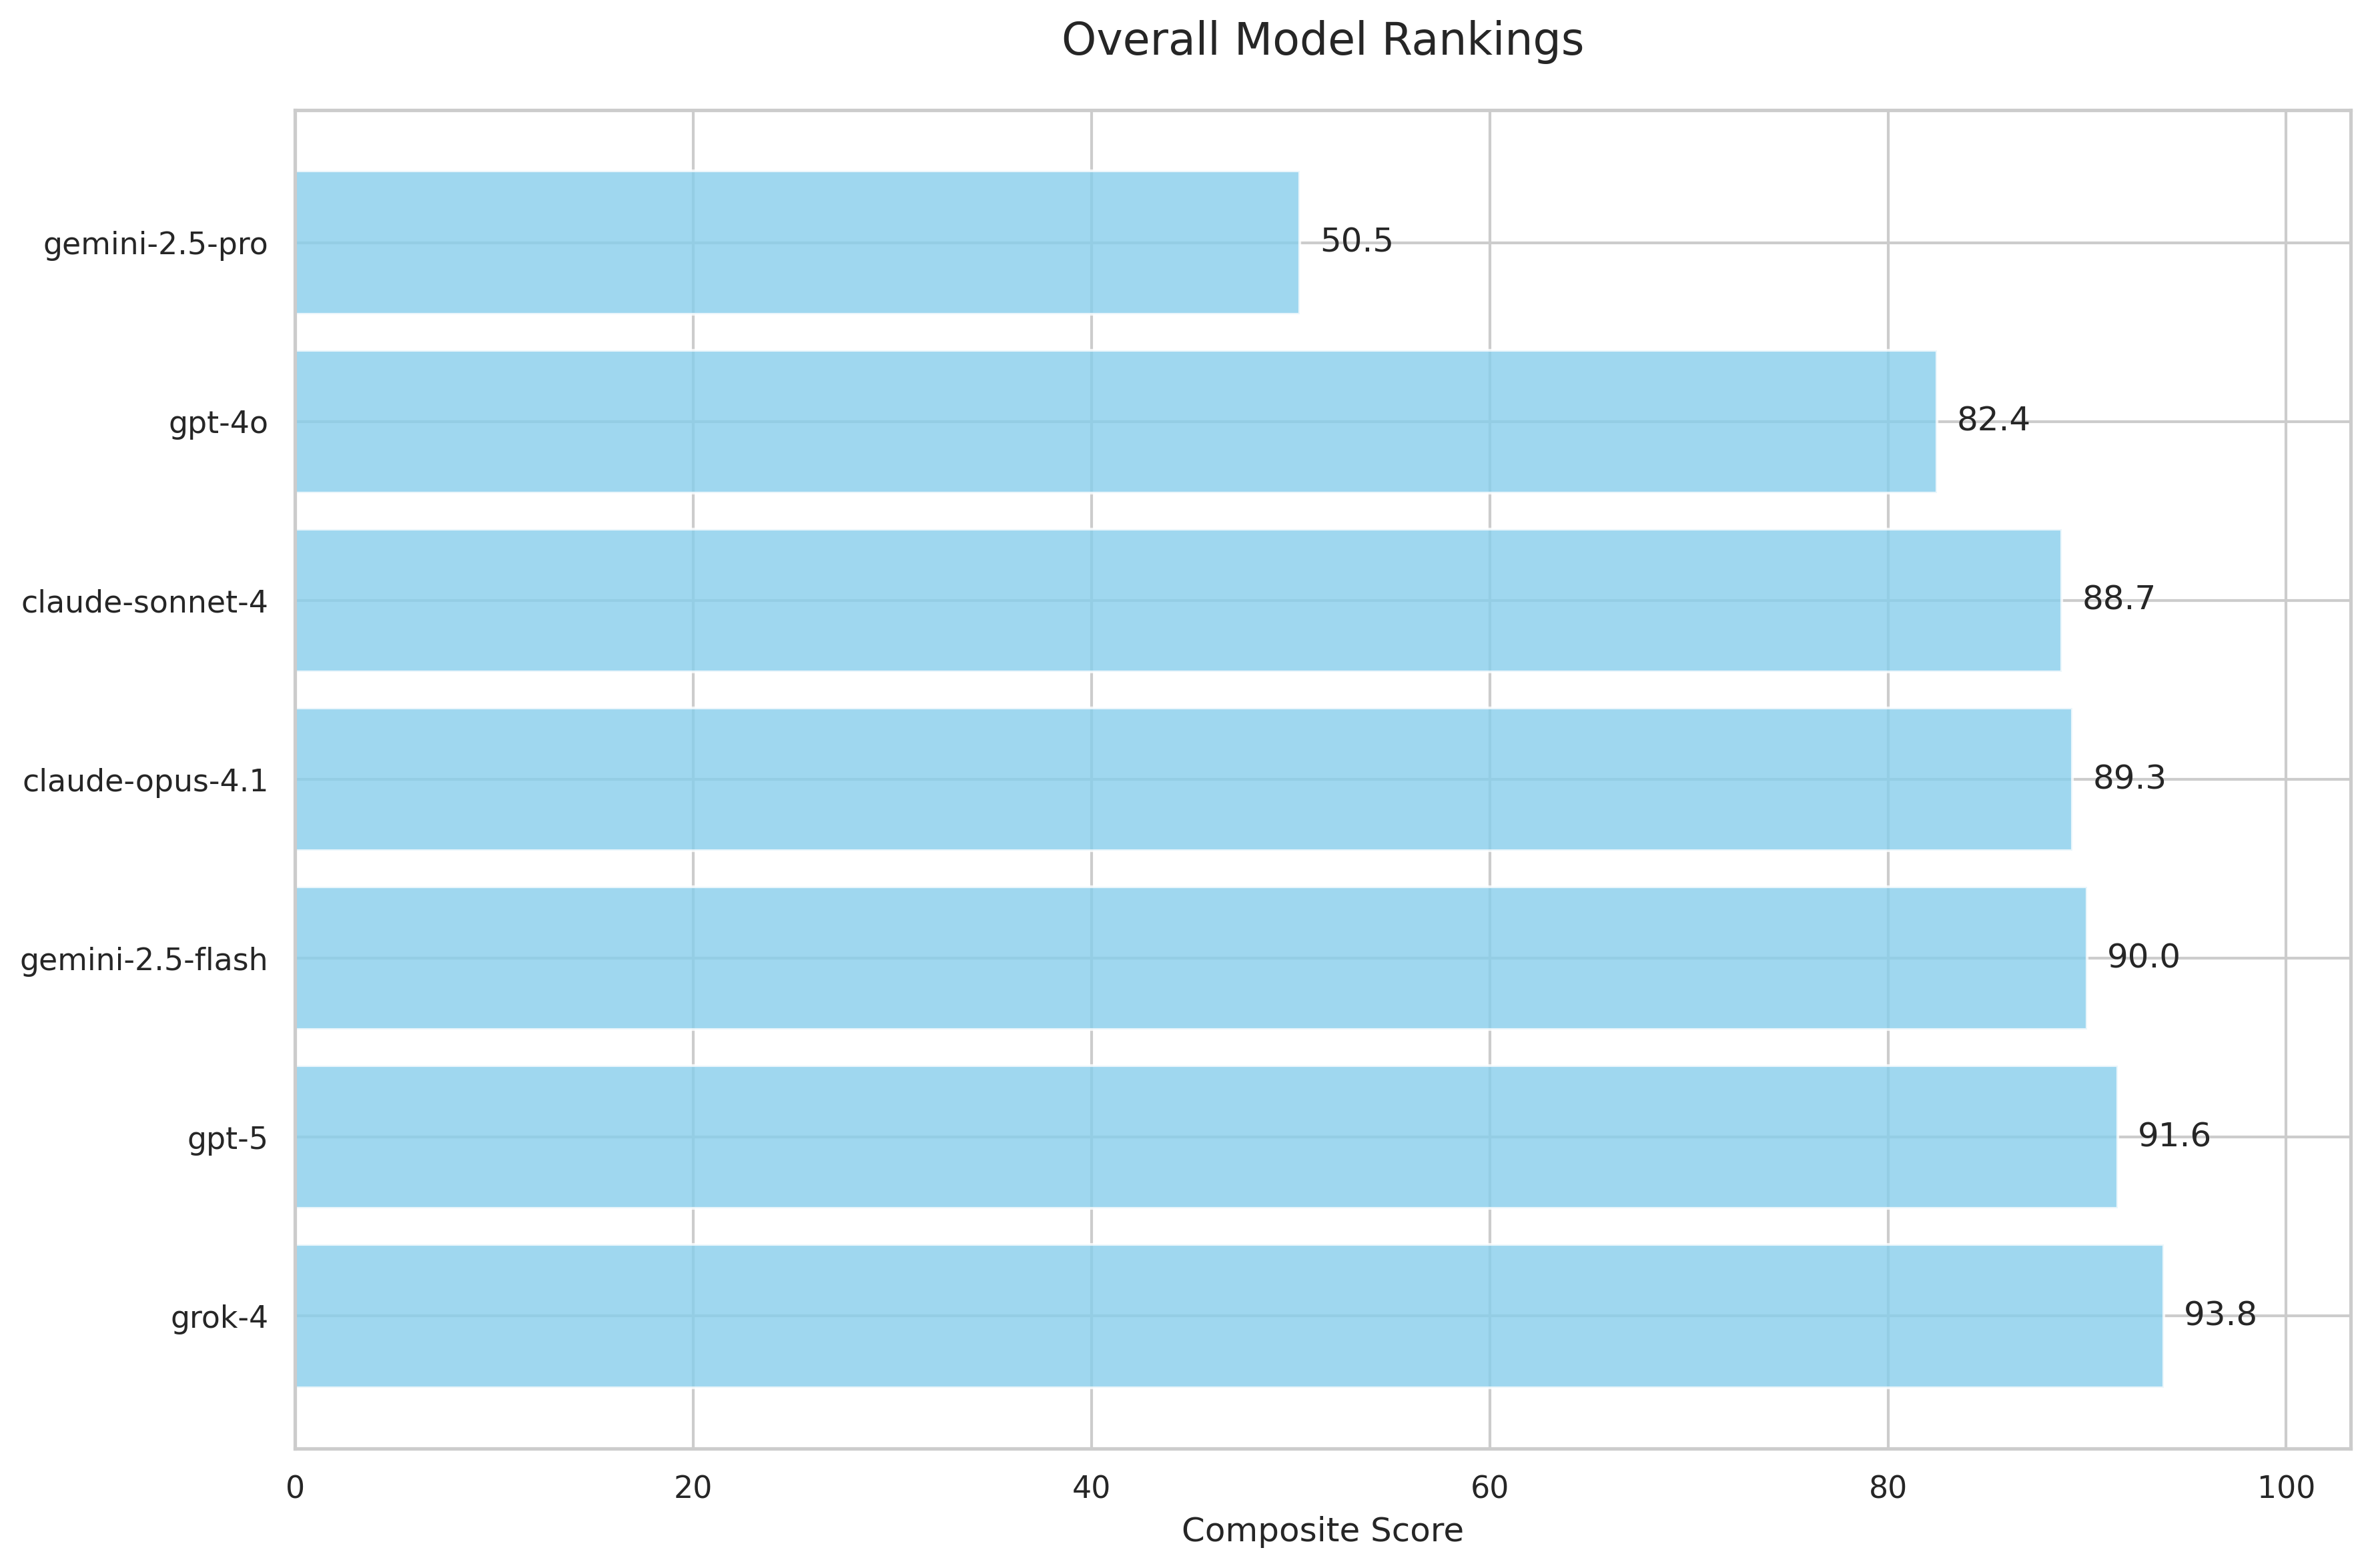 Overall Model Rankings
gemini-2.5-pro 50.5
gpt-4o 82.4
claude-sonnet-4 88.7
claude-opus-4.1 89.3
gemini-2.5-flash 90.0
gpt-5 91.6
grok-4 93.8
0 20 40 60 80 100
Composite Score